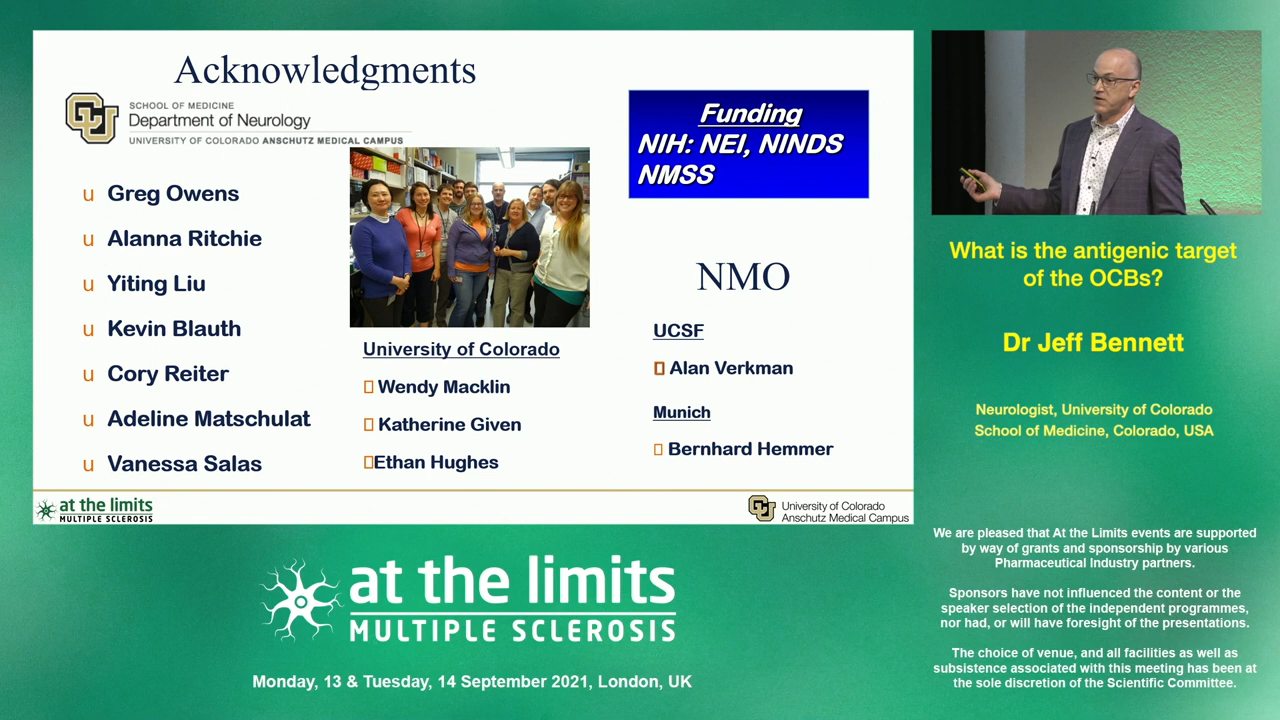 Acknowledgments
SCHOOL OF MEDICINE
Department of Neurology
UNIVERSITY OF COLORADO ANSCHUTZ MEDICAL CAMPUS
u Greg Owens
u Alanna Ritchie
u Yiting Liu
u Kevin Blauth
u Cory Reiter
u Adeline Matschulat
u Vanessa Salas
University of Colorado
Wendy Macklin
Katherine Given
Ethan Hughes
Funding
NIH: NEI, NINDS
NMSS
NMO
UCSF
Alan Verkman
Munich
Bernhard Hemmer
at the limits
MULTIPLE SCLEROSIS
University of Colorado
Anschutz Medical Campus
What is the antigenic target
of the OCBs?
Dr Jeff Bennett
Neurologist, University of Colorado
School of Medicine, Colorado, USA
We are pleased that At the Limits events are supported
by way of grants and sponsorship by various
Pharmaceutical Industry partners.
Sponsors have not influenced the content or the
speaker selection of the independent programmes,
nor had, or will have foresight of the presentations.
The choice of venue, and all facilities as well as
subsistence associated with this meeting has been at
the sole discretion of the Scientific Committee.
at the limits
MULTIPLE SCLEROSIS
Monday, 13 & Tuesday, 14 September 2021, London, UK